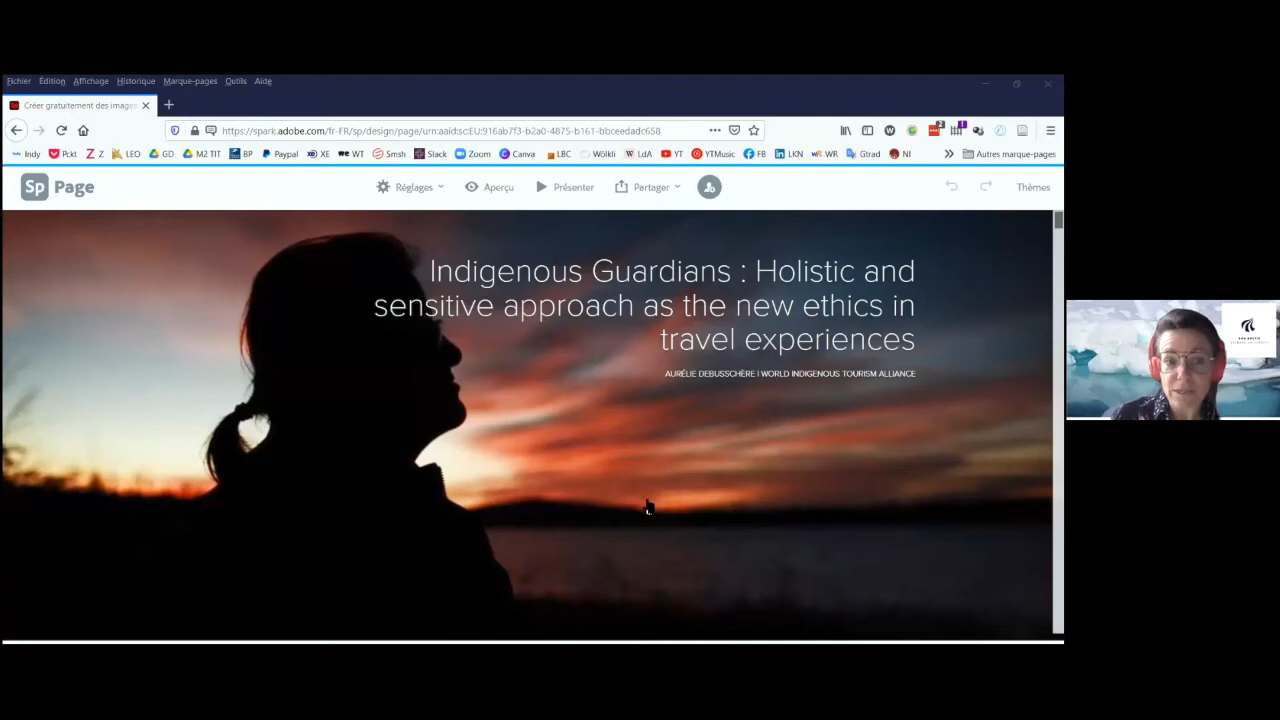 Fichier Édition Affichage Historique Marque-pages Outils Aide
Sp Créer gratuitement des images
https://spark.adobe.com/fr-FR/sp/design/page/urn:aaid:sc:EU:916ab7f3-b2a0-4875-b161-bbceedadc658
Indy Pckt Z LEO GD M2 TIT BP Paypal XE WT Smsh Slack Zoom Canva LBC Wölkli LdA YT YTMusic FB LKN WR Gtrad NI Autres marque-pages
Sp Page Réglages Aperçu Présenter Partager Thèmes
Indigenous Guardians : Holistic and
sensitive approach as the new ethics in
travel experiences
AURÉLIE DEBUSSCHÈRE I WORLD INDIGENOUS TOURISM ALLIANCE